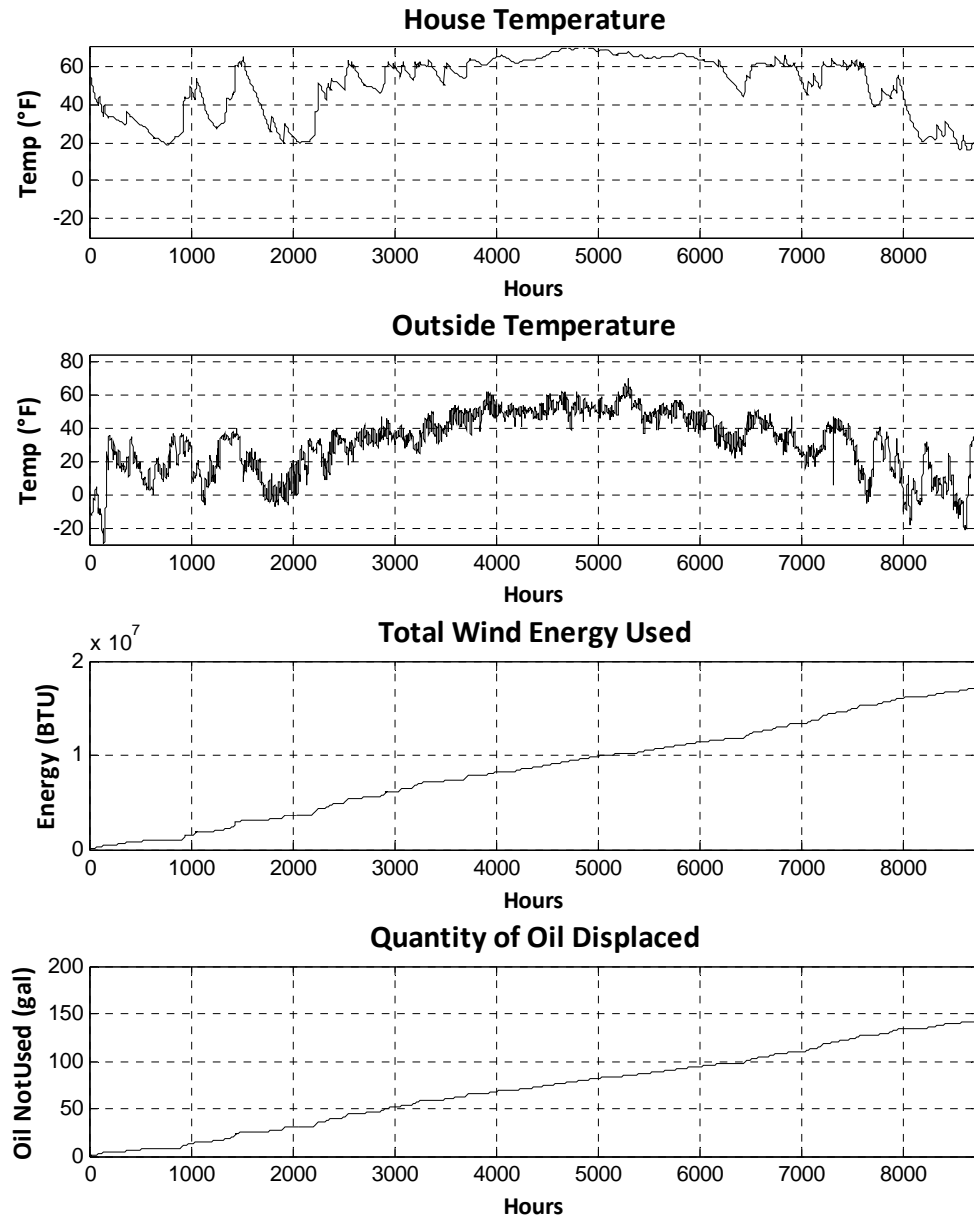 House Temperature
60
40
20
0
-20
Temp (°F)
0 1000 2000 3000 4000 5000 6000 7000 8000
Hours
Outside Temperature
80
60
40
20
0
-20
Temp (°F)
0 1000 2000 3000 4000 5000 6000 7000 8000
Hours
Total Wind Energy Used
x 10^7
2
1
0
Energy (BTU)
0 1000 2000 3000 4000 5000 6000 7000 8000
Hours
Quantity of Oil Displaced
200
150
100
50
0
Oil NotUsed (gal)
0 1000 2000 3000 4000 5000 6000 7000 8000
Hours